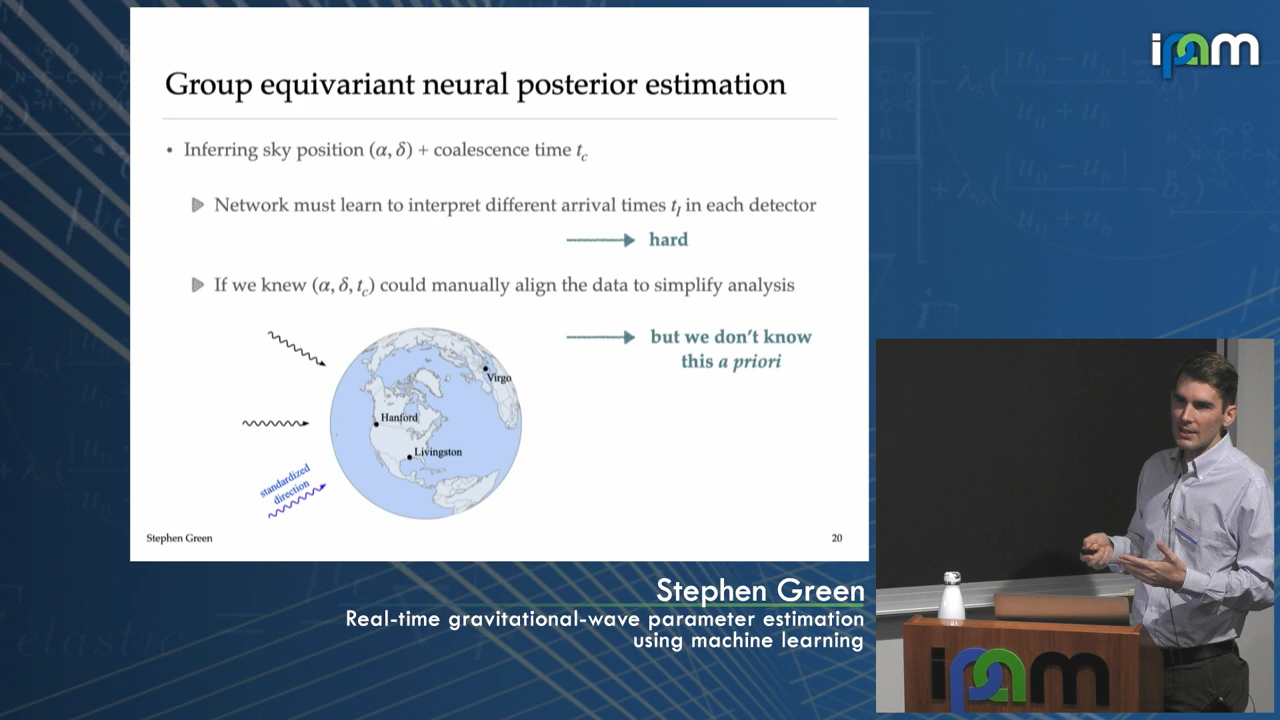 ipam
Group equivariant neural posterior estimation
• Inferring sky position (α, δ) + coalescence time t_c
Network must learn to interpret different arrival times t_I in each detector
hard
If we knew (α, δ, t_c) could manually align the data to simplify analysis
but we don't know
this a priori
Virgo
Hanford
Livingston
standardized
direction
Stephen Green
20
Stephen Green
Real-time gravitational-wave parameter estimation
using machine learning
ipam
elastic